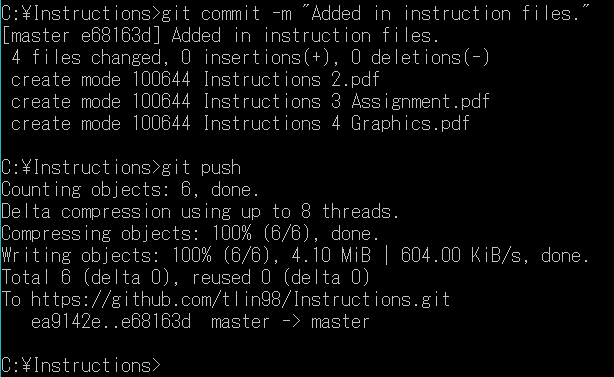 C:¥Instructions>git commit -m "Added in instruction files."
[master e68163d] Added in instruction files.
 4 files changed, 0 insertions(+), 0 deletions(-)
 create mode 100644 Instructions 2.pdf
 create mode 100644 Instructions 3 Assignment.pdf
 create mode 100644 Instructions 4 Graphics.pdf
C:¥Instructions>git push
Counting objects: 6, done.
Delta compression using up to 8 threads.
Compressing objects: 100% (6/6), done.
Writing objects: 100% (6/6), 4.10 MiB | 604.00 KiB/s, done.
Total 6 (delta 0), reused 0 (delta 0)
To https://github.com/tlin98/Instructions.git
   ea9142e..e68163d  master -> master
C:¥Instructions>